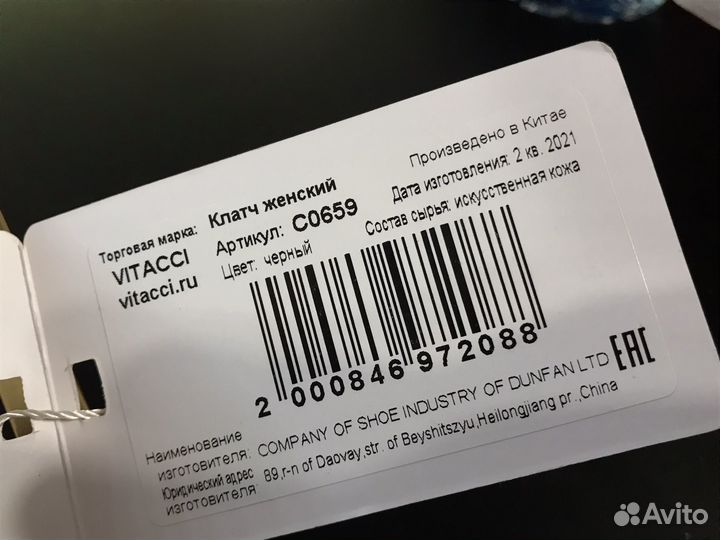 Торговая марка:
VITACCI
vitacci.ru
Клатч женский
Артикул: C0659
Цвет: черный
Произведено в Китае
Дата изготовления: 2 кв. 2021
Состав сырья: искусственная кожа
2 000846 972088
EAC
Наименование
изготовителя: COMPANY OF SHOE INDUSTRY OF DUNFAN LTD
Юридический адрес
изготовителя: 89,r-n of Daovay,str. of Beyshitszyu,Heilongjiang pr.,China
Avito